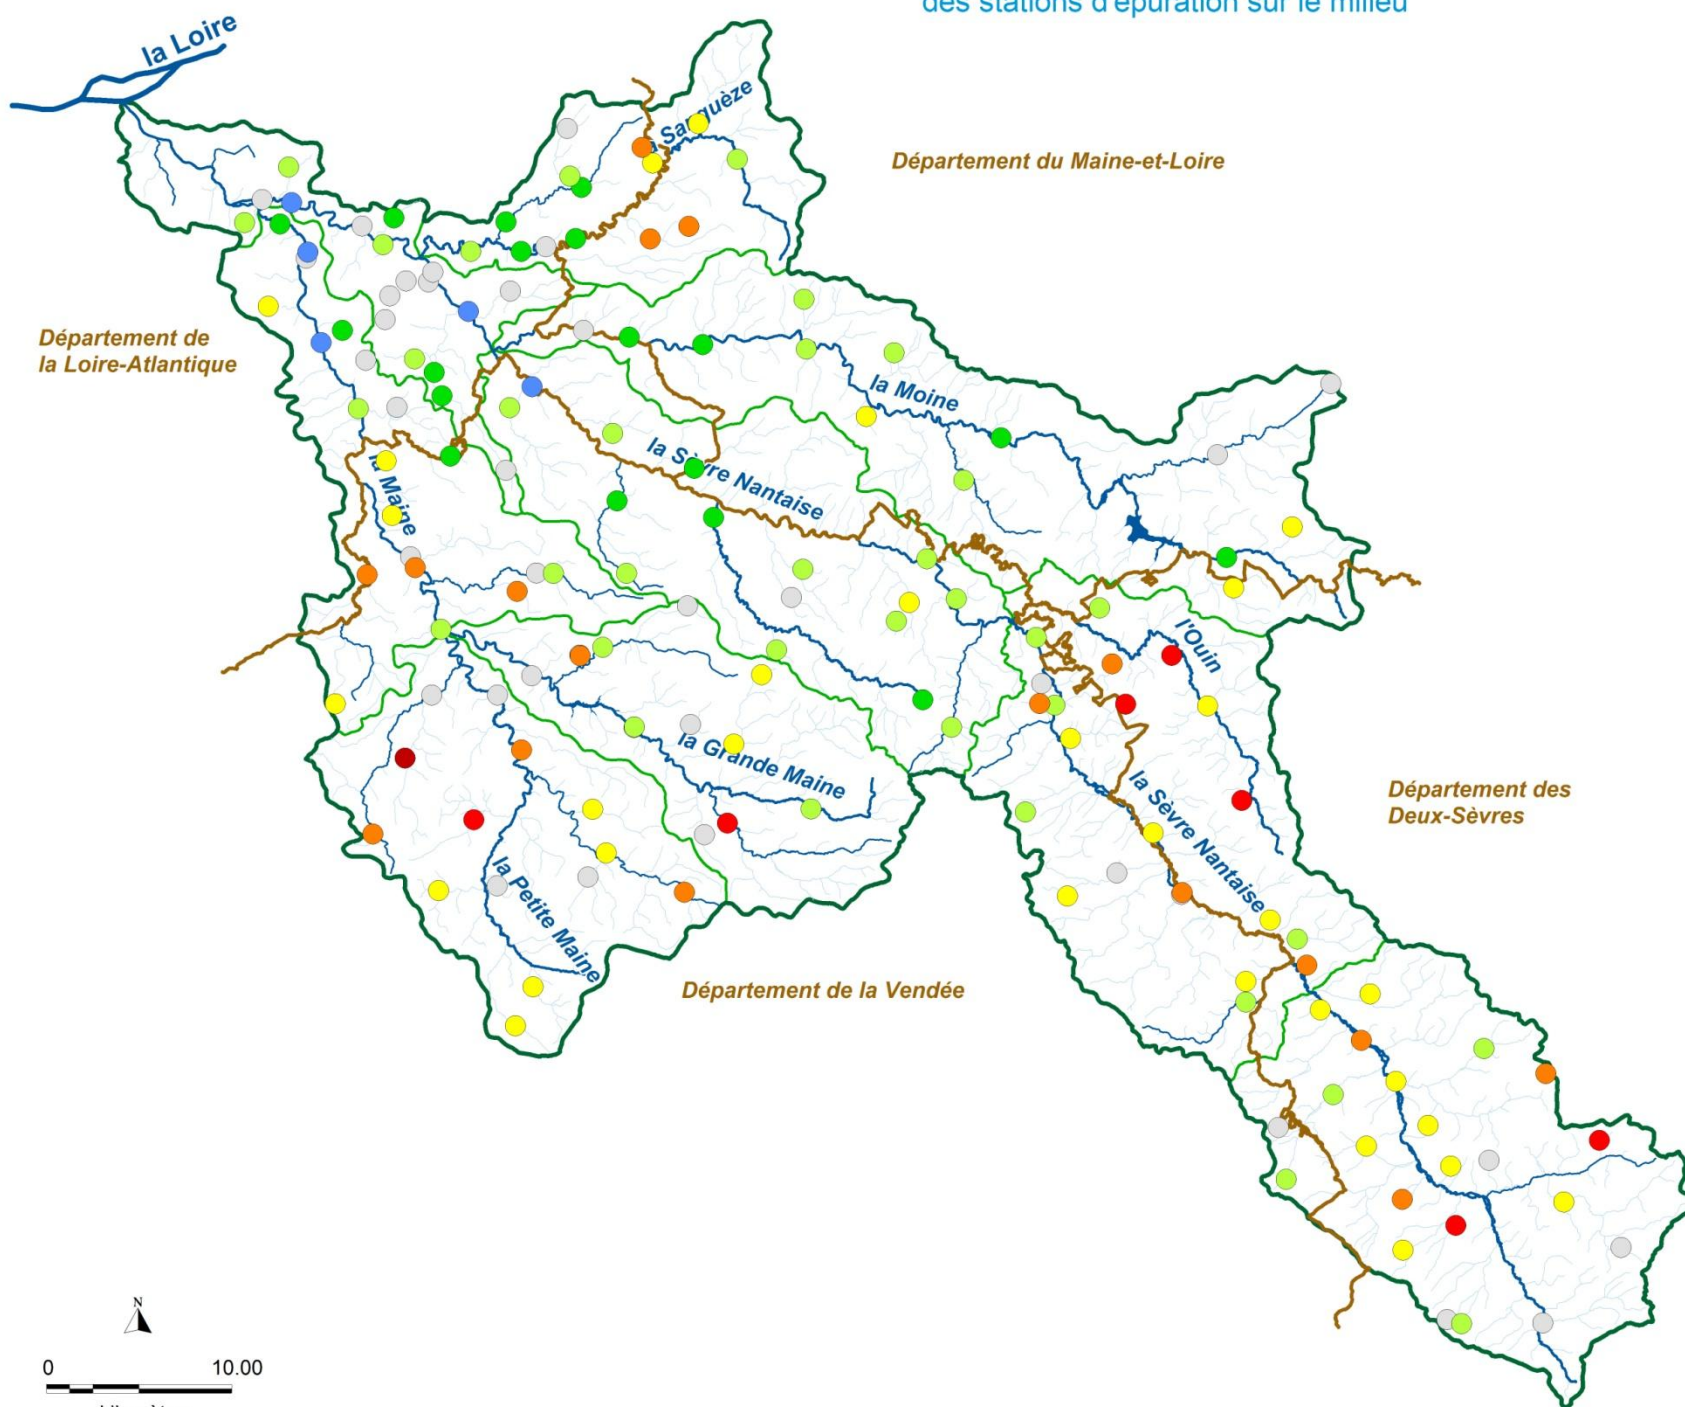 des stations d'épuration sur le milieu
la Loire
Sanguèze
Département du Maine-et-Loire
Département de
la Loire-Atlantique
la Moine
la Sèvre Nantaise
la Maine
l'Ouin
la Grande Maine
la Sèvre Nantaise
Département des
Deux-Sèvres
la Petite Maine
Département de la Vendée
N
0 10.00